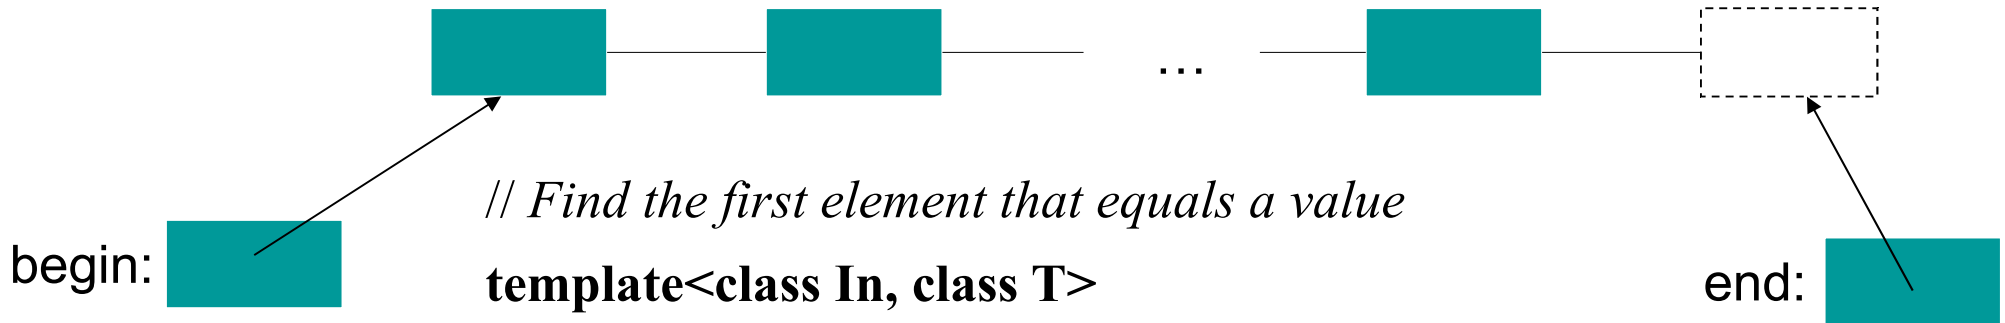 …
// Find the first element that equals a value
begin:
template<class In, class T>
end: